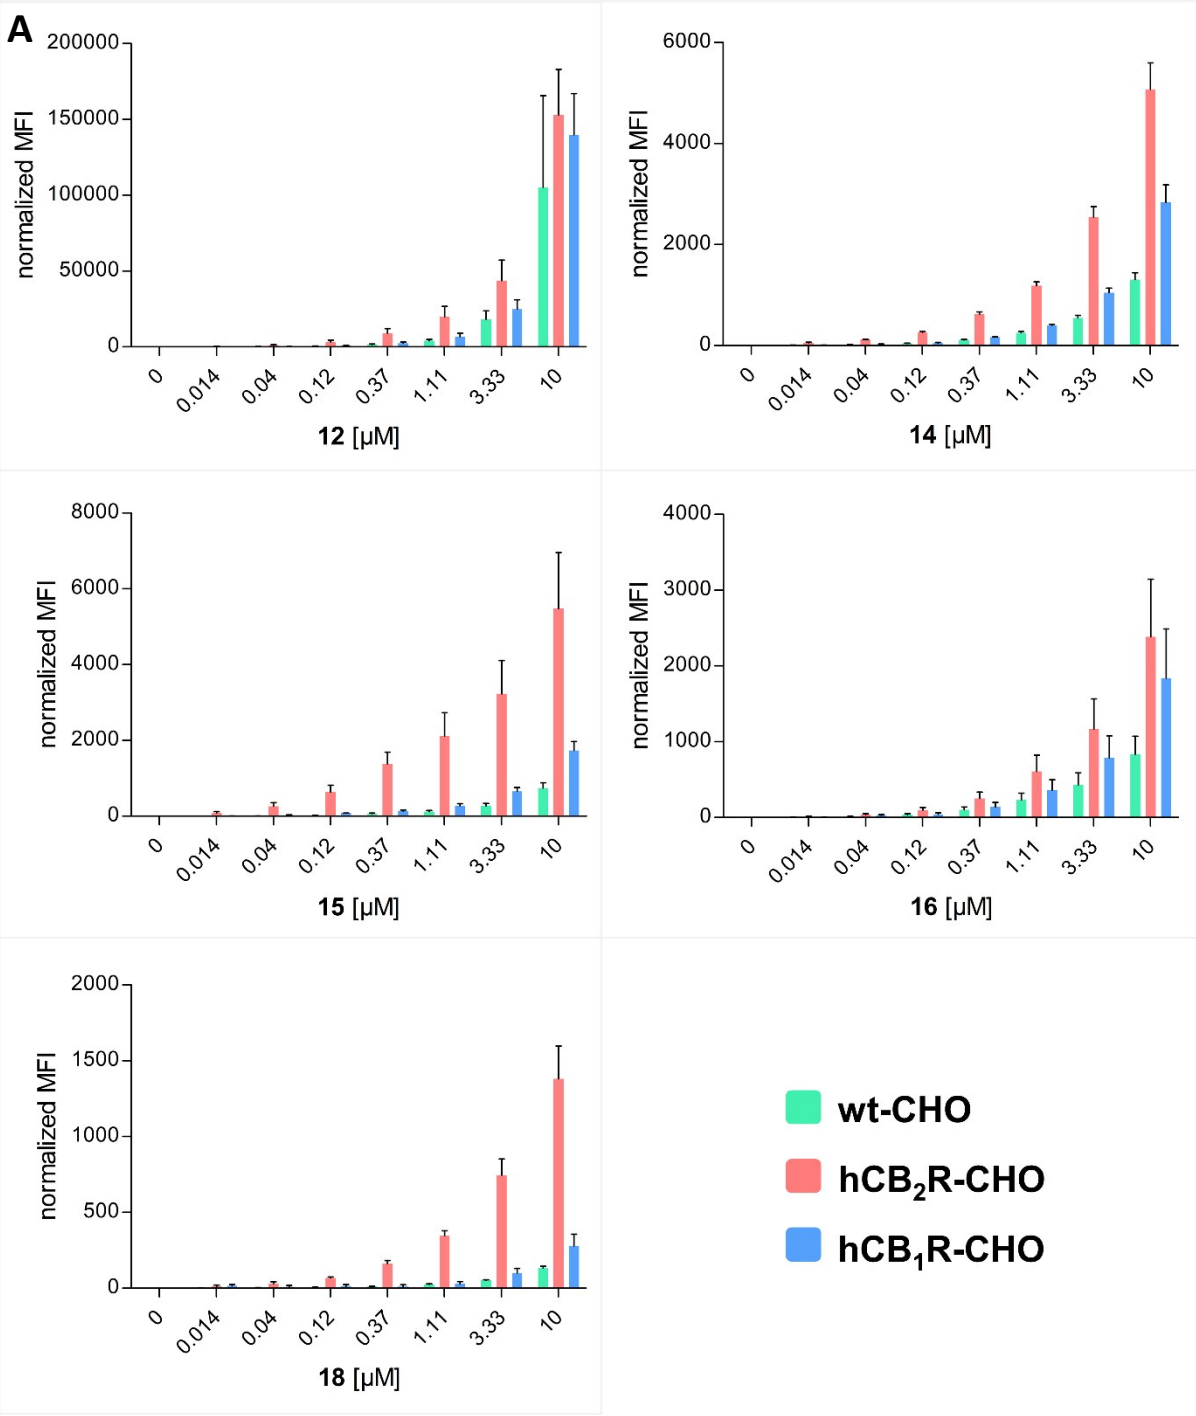 A
normalized MFI
200000
150000
100000
50000
0
0 0.014 0.04 0.12 0.37 1.11 3.33 10
12 [µM]
normalized MFI
6000
4000
2000
0
0 0.014 0.04 0.12 0.37 1.11 3.33 10
14 [µM]
normalized MFI
8000
6000
4000
2000
0
0 0.014 0.04 0.12 0.37 1.11 3.33 10
15 [µM]
normalized MFI
4000
3000
2000
1000
0
0 0.014 0.04 0.12 0.37 1.11 3.33 10
16 [µM]
normalized MFI
2000
1500
1000
500
0
0 0.014 0.04 0.12 0.37 1.11 3.33 10
18 [µM]
wt-CHO
hCB₂R-CHO
hCB₁R-CHO